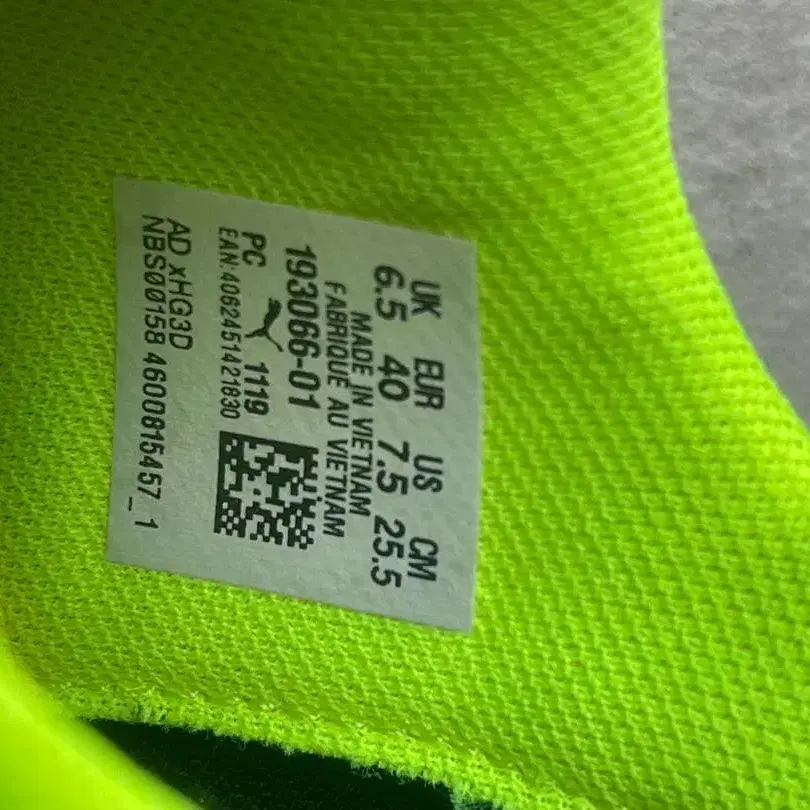 UK EUR US CM
6.5 40 7.5 25.5
MADE IN VIETNAM
FABRIQUÉ AU VIETNAM
193066-01
PC 1119
EAN:4062451421830
AD xHG3D
NBS00158 4600815457_1